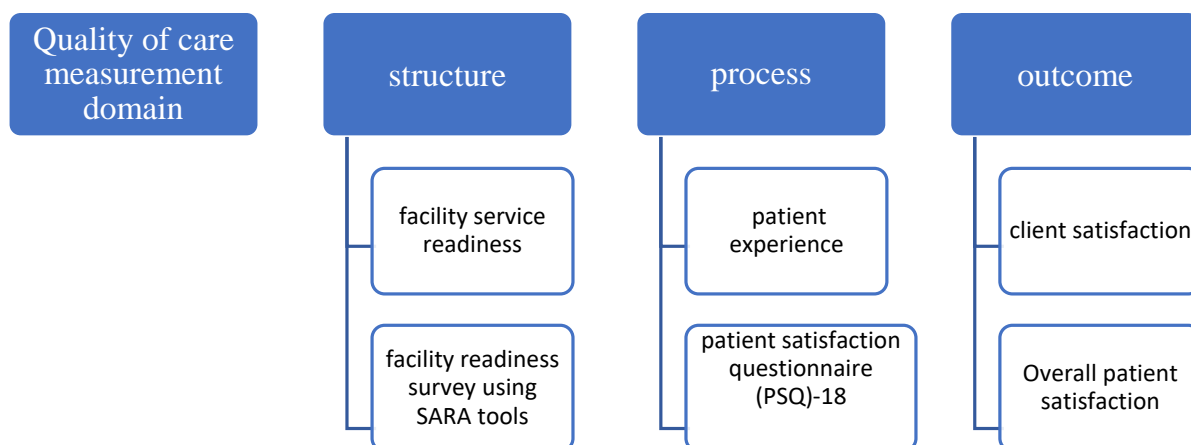 Quality of care
measurement
domain
structure
facility service
readiness
facility readiness
survey using
SARA tools
process
patient
experience
patient satisfaction
questionnaire
(PSQ)-18
outcome
client satisfaction
Overall patient
satisfaction